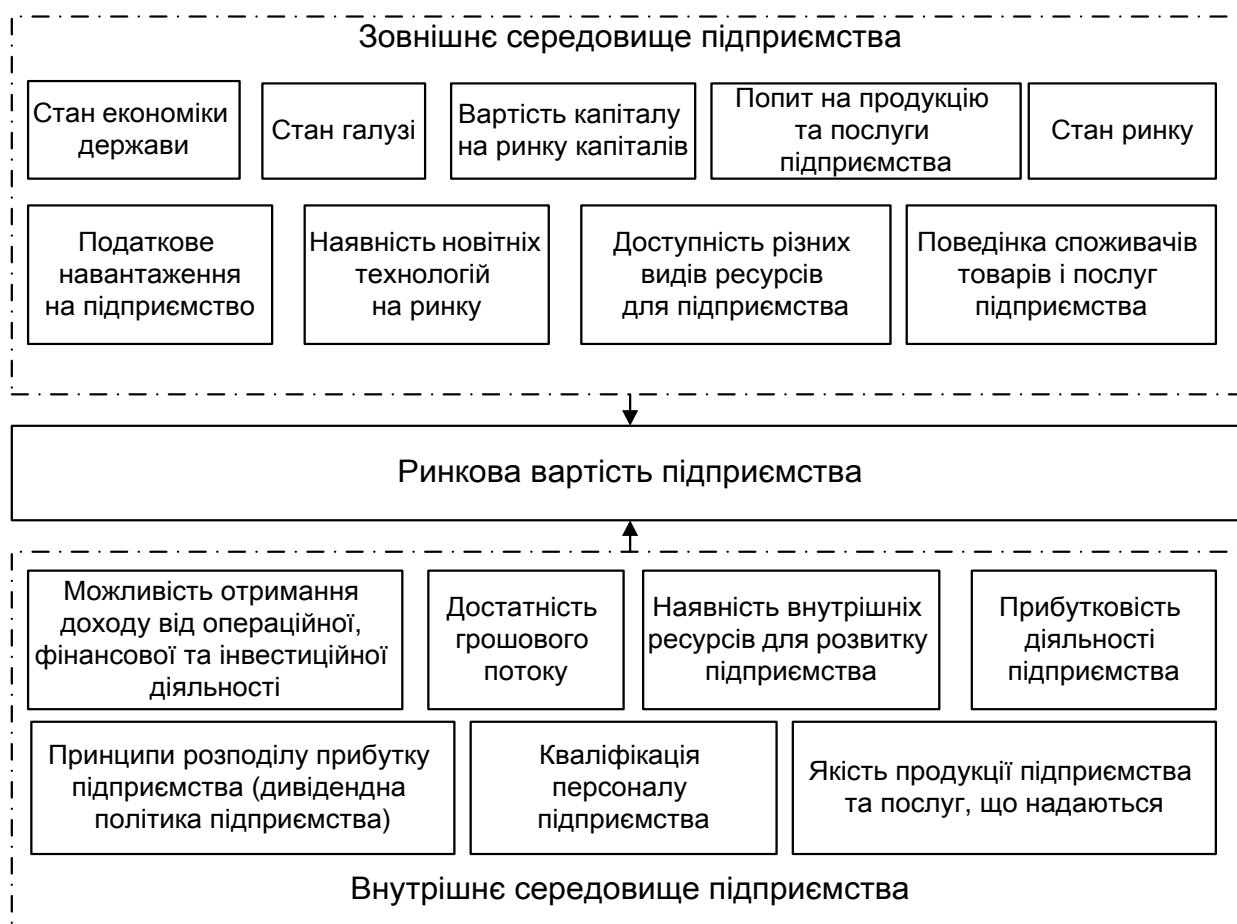 Зовнішнє середовище підприємства
Стан економіки
держави
Стан галузі
Вартість капіталу
на ринку капіталів
Попит на продукцію
та послуги
підприємства
Стан ринку
Податкове
навантаження
на підприємство
Наявність новітніх
технологій
на ринку
Доступність різних
видів ресурсів
для підприємства
Поведінка споживачів
товарів і послуг
підприємства
Ринкова вартість підприємства
Можливість отримання
доходу від операційної,
фінансової та інвестиційної
діяльності
Достатність
грошового
потоку
Наявність внутрішніх
ресурсів для розвитку
підприємства
Прибутковість
діяльності
підприємства
Принципи розподілу прибутку
підприємства (дивідендна
політика підприємства)
Кваліфікація
персоналу
підприємства
Якість продукції підприємства
та послуг, що надаються
Внутрішнє середовище підприємства